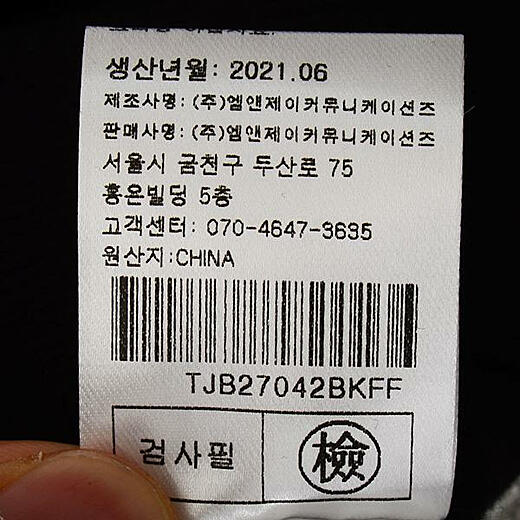 생산년월: 2021.06
제조사명: (주)엠앤제이커뮤니케이션즈
판매사명: (주)엠앤제이커뮤니케이션즈
서울시 금천구 두산로 75
홍은빌딩 5층
고객센터: 070-4647-3635
원산지:CHINA
TJB27042BKFF
검사필 檢